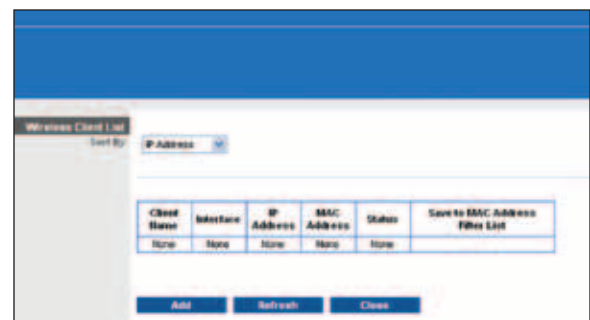 Wireless Client List
Sort By
IP Address
Client Name Interface IP Address MAC Address Status Save to MAC Address Filter List
None None None None None
Add Refresh Close